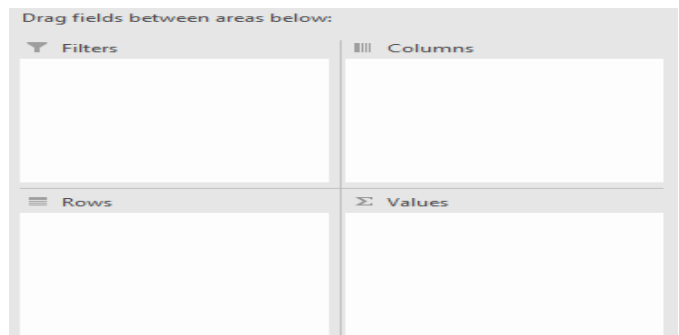 Drag fields between areas below:
Filters
Columns
Rows
Σ Values